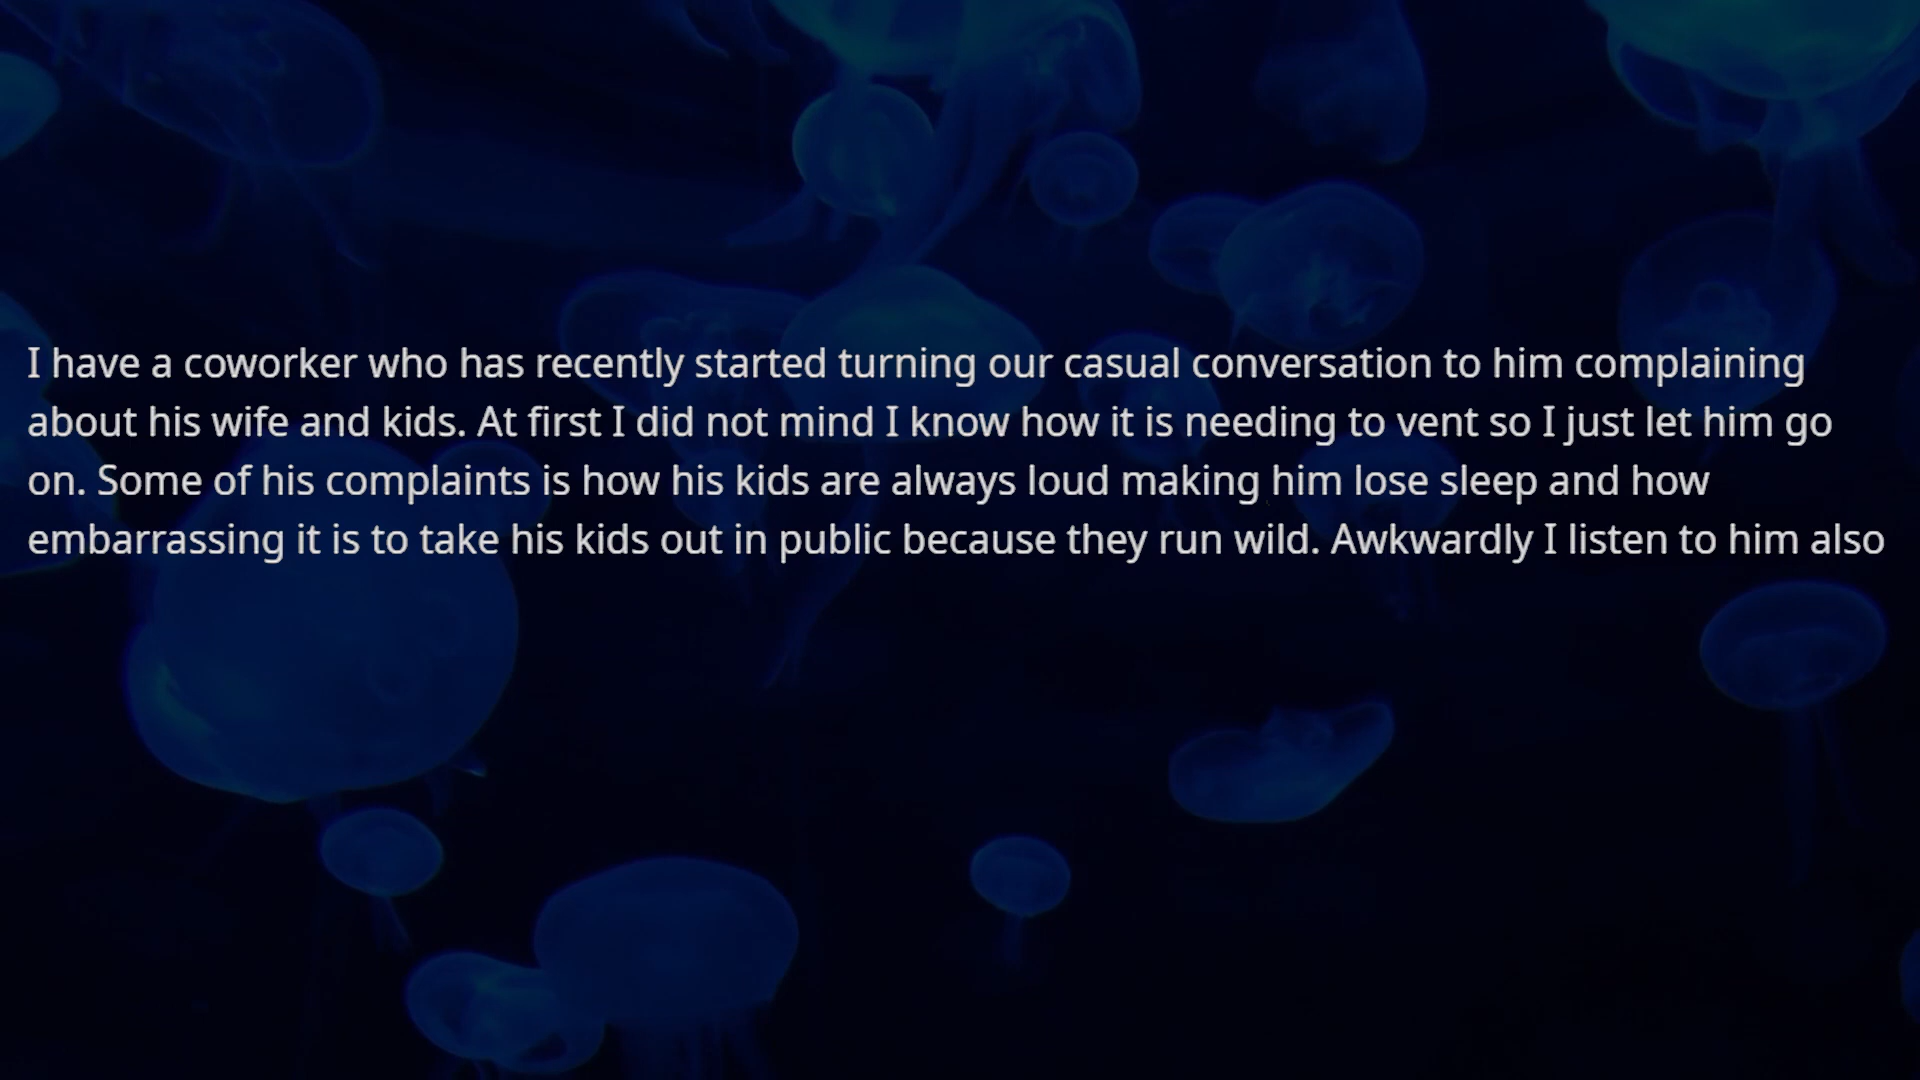 I have a coworker who has recently started turning our casual conversation to him complaining
about his wife and kids. At first I did not mind I know how it is needing to vent so I just let him go
on. Some of his complaints is how his kids are always loud making him lose sleep and how
embarrassing it is to take his kids out in public because they run wild. Awkwardly I listen to him also